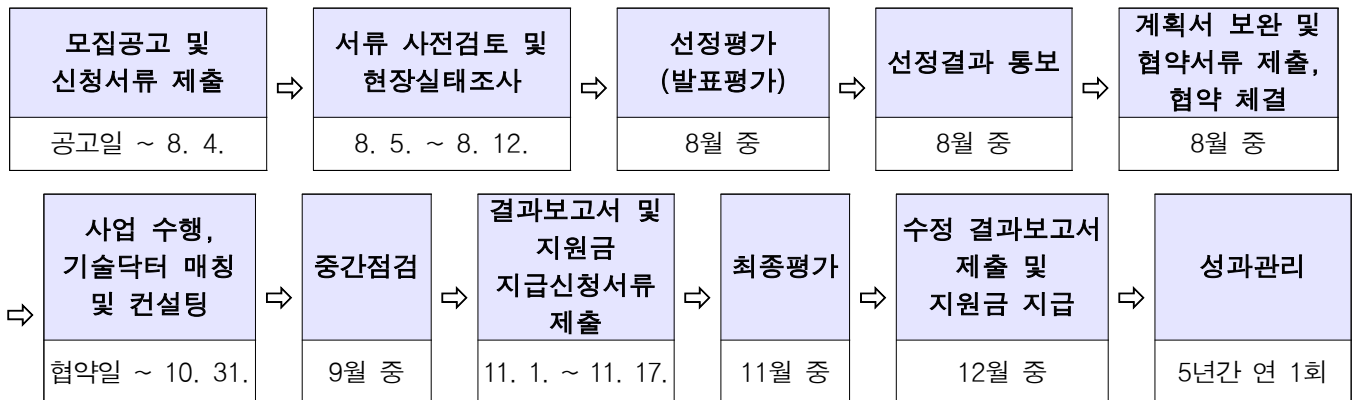 모집공고 및
신청서류 제출
공고일 ~ 8. 4.
⇨
서류 사전검토 및
현장실태조사
8. 5. ~ 8. 12.
⇨
선정평가
(발표평가)
8월 중
⇨
선정결과 통보
8월 중
⇨
계획서 보완 및
협약서류 제출,
협약 체결
8월 중
⇨
사업 수행,
기술닥터 매칭
및 컨설팅
협약일 ~ 10. 31.
⇨
중간점검
9월 중
⇨
결과보고서 및
지원금
지급신청서류
제출
11. 1. ~ 11. 17.
⇨
최종평가
11월 중
⇨
수정 결과보고서
제출 및
지원금 지급
12월 중
⇨
성과관리
5년간 연 1회